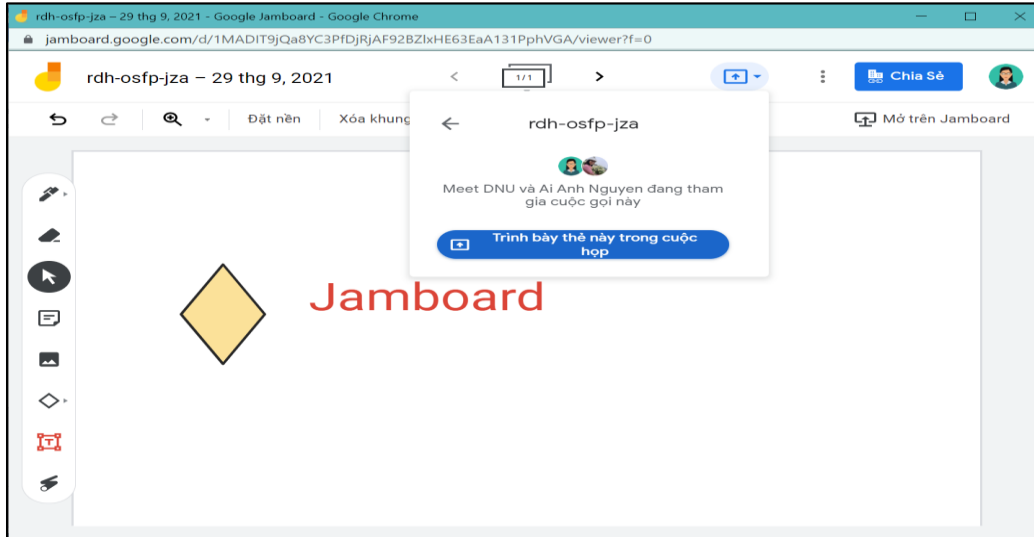 rdh-osfp-jza – 29 thg 9, 2021 - Google Jamboard - Google Chrome
jamboard.google.com/d/1MADIT9jQa8YC3PfDjRjAF92BZlxHE63EaA131PphVGA/viewer?f=0
rdh-osfp-jza – 29 thg 9, 2021
1/1
Chia Sẻ
Đặt nền
Xóa khung
Mở trên Jamboard
rdh-osfp-jza
Meet DNU và Ai Anh Nguyen đang tham
gia cuộc gọi này
Trình bày thẻ này trong cuộc
họp
Jamboard